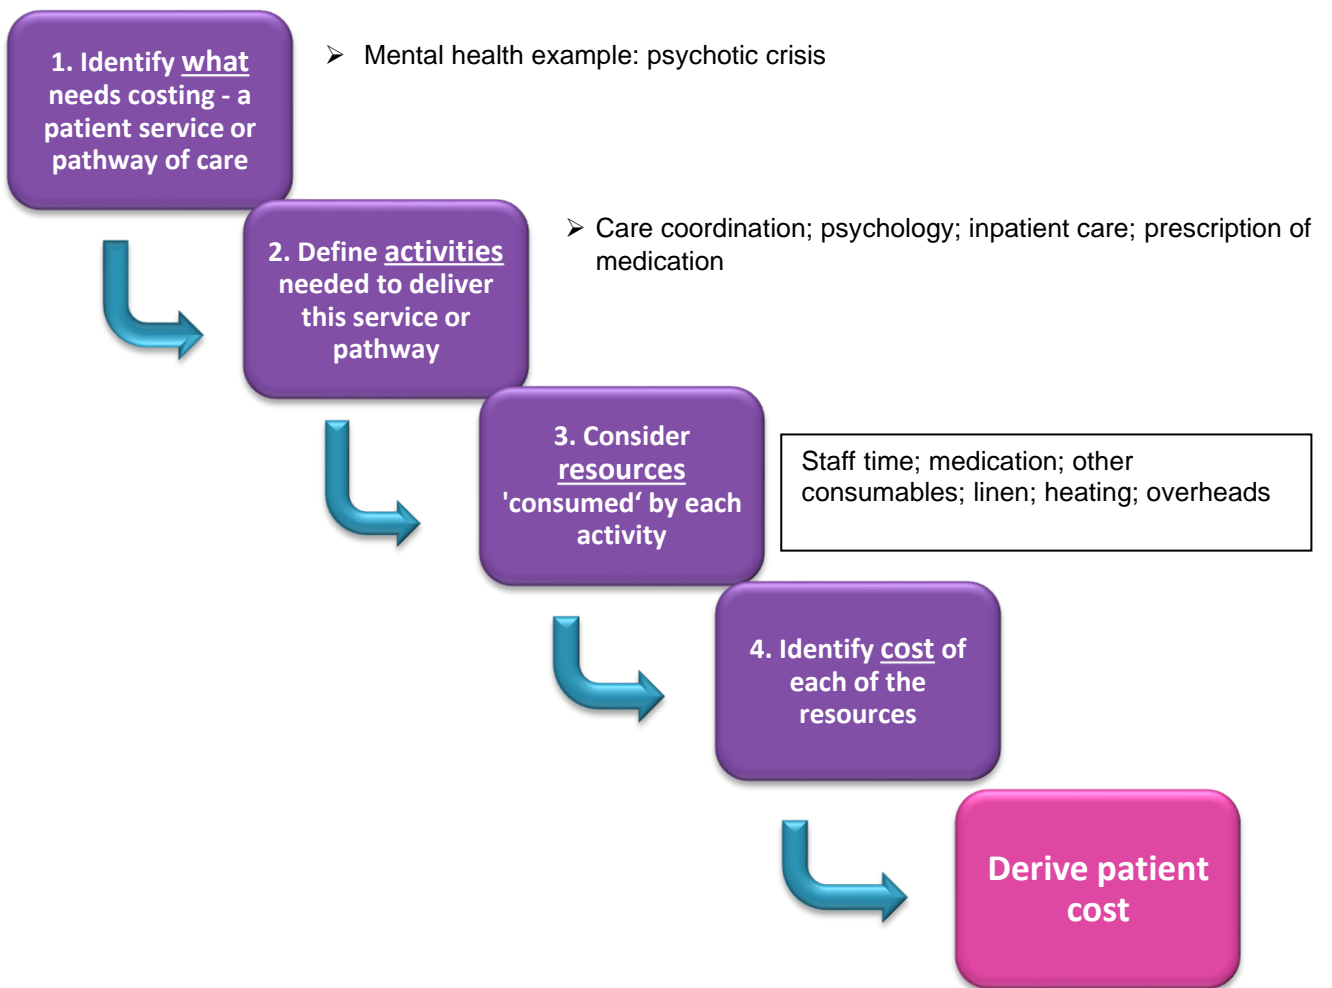 1. Identify what
needs costing - a
patient service or
pathway of care
➢ Mental health example: psychotic crisis
2. Define activities
needed to deliver
this service or
pathway
➢ Care coordination; psychology; inpatient care; prescription of
medication
3. Consider
resources
'consumed‘ by each
activity
Staff time; medication; other
consumables; linen; heating; overheads
4. Identify cost of
each of the
resources
Derive patient
cost